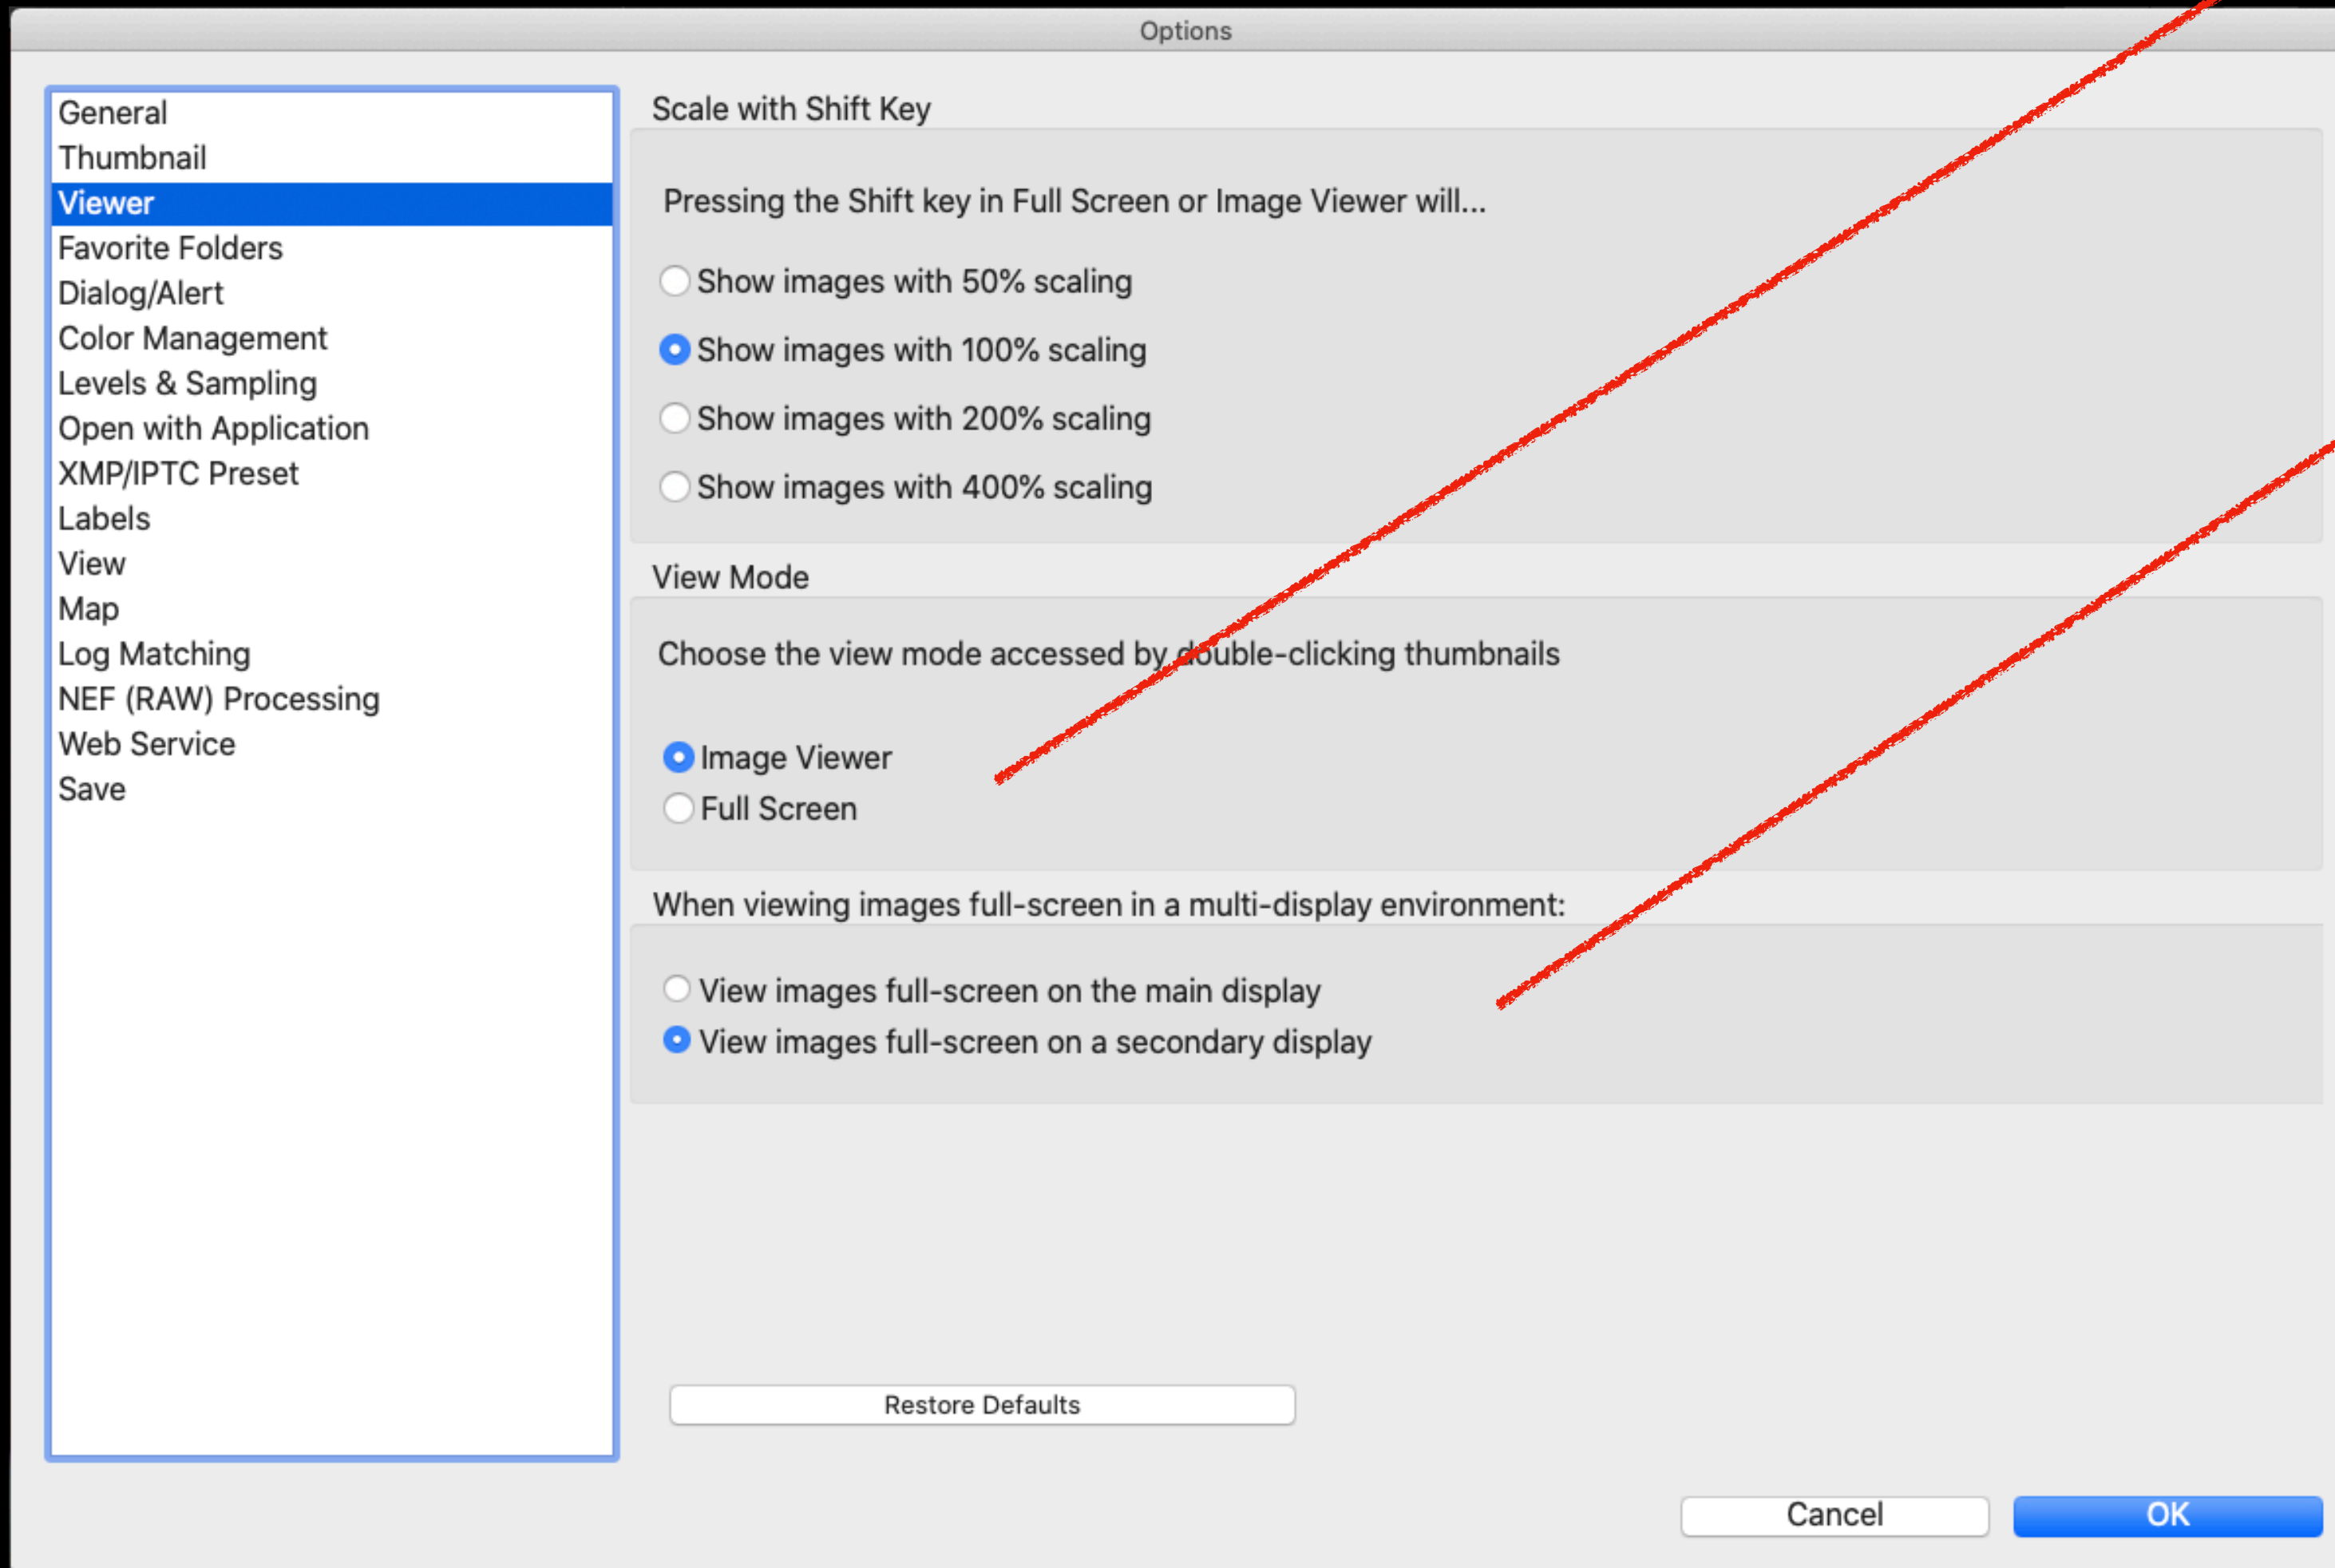 Options
General
Thumbnail
Viewer
Favorite Folders
Dialog/Alert
Color Management
Levels & Sampling
Open with Application
XMP/IPTC Preset
Labels
View
Map
Log Matching
NEF (RAW) Processing
Web Service
Save
Scale with Shift Key
Pressing the Shift key in Full Screen or Image Viewer will...
Show images with 50% scaling
Show images with 100% scaling
Show images with 200% scaling
Show images with 400% scaling
View Mode
Choose the view mode accessed by double-clicking thumbnails
Image Viewer
Full Screen
When viewing images full-screen in a multi-display environment:
View images full-screen on the main display
View images full-screen on a secondary display
Restore Defaults
Cancel
OK